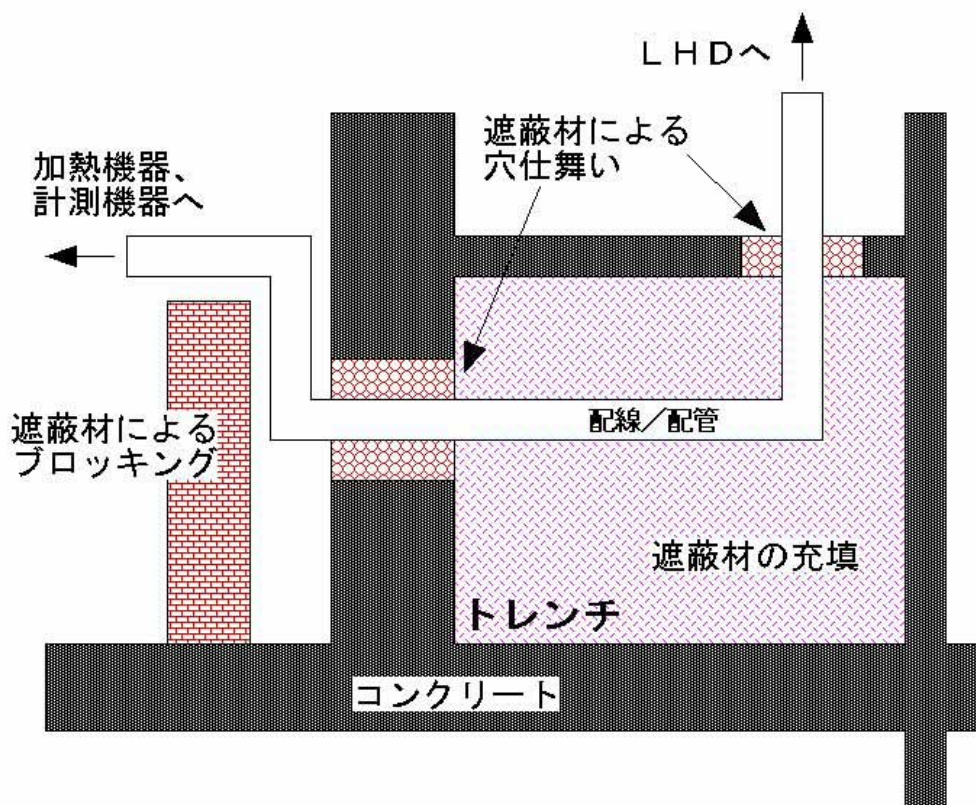 ＬＨＤへ
遮蔽材による
穴仕舞い
加熱機器、
計測機器へ
配線／配管
遮蔽材による
ブロッキング
遮蔽材の充填
トレンチ
コンクリート